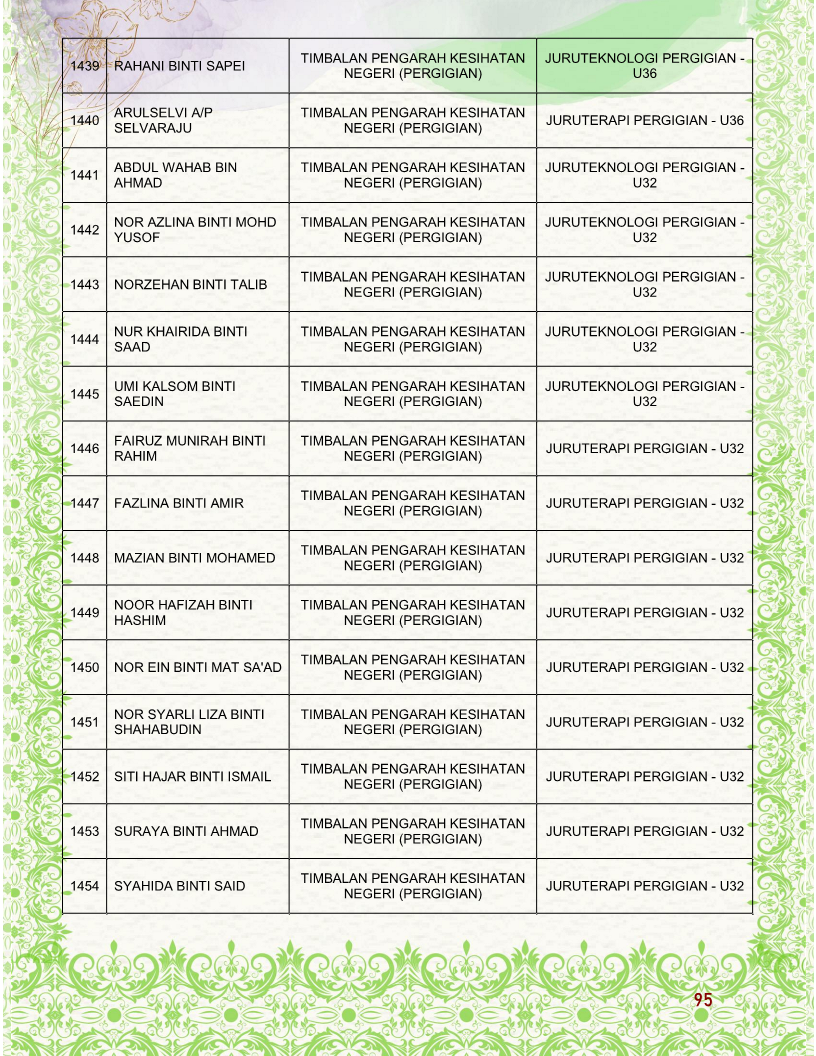 1439 RAHANI BINTI SAPEI TIMBALAN PENGARAH KESIHATAN NEGERI (PERGIGIAN) JURUTEKNOLOGI PERGIGIAN - U36
1440 ARULSELVI A/P SELVARAJU TIMBALAN PENGARAH KESIHATAN NEGERI (PERGIGIAN) JURUTERAPI PERGIGIAN - U36
1441 ABDUL WAHAB BIN AHMAD TIMBALAN PENGARAH KESIHATAN NEGERI (PERGIGIAN) JURUTEKNOLOGI PERGIGIAN - U32
1442 NOR AZLINA BINTI MOHD YUSOF TIMBALAN PENGARAH KESIHATAN NEGERI (PERGIGIAN) JURUTEKNOLOGI PERGIGIAN - U32
1443 NORZEHAN BINTI TALIB TIMBALAN PENGARAH KESIHATAN NEGERI (PERGIGIAN) JURUTEKNOLOGI PERGIGIAN - U32
1444 NUR KHAIRIDA BINTI SAAD TIMBALAN PENGARAH KESIHATAN NEGERI (PERGIGIAN) JURUTEKNOLOGI PERGIGIAN - U32
1445 UMI KALSOM BINTI SAEDIN TIMBALAN PENGARAH KESIHATAN NEGERI (PERGIGIAN) JURUTEKNOLOGI PERGIGIAN - U32
1446 FAIRUZ MUNIRAH BINTI RAHIM TIMBALAN PENGARAH KESIHATAN NEGERI (PERGIGIAN) JURUTERAPI PERGIGIAN - U32
1447 FAZLINA BINTI AMIR TIMBALAN PENGARAH KESIHATAN NEGERI (PERGIGIAN) JURUTERAPI PERGIGIAN - U32
1448 MAZIAN BINTI MOHAMED TIMBALAN PENGARAH KESIHATAN NEGERI (PERGIGIAN) JURUTERAPI PERGIGIAN - U32
1449 NOOR HAFIZAH BINTI HASHIM TIMBALAN PENGARAH KESIHATAN NEGERI (PERGIGIAN) JURUTERAPI PERGIGIAN - U32
1450 NOR EIN BINTI MAT SA'AD TIMBALAN PENGARAH KESIHATAN NEGERI (PERGIGIAN) JURUTERAPI PERGIGIAN - U32
1451 NOR SYARLI LIZA BINTI SHAHABUDIN TIMBALAN PENGARAH KESIHATAN NEGERI (PERGIGIAN) JURUTERAPI PERGIGIAN - U32
1452 SITI HAJAR BINTI ISMAIL TIMBALAN PENGARAH KESIHATAN NEGERI (PERGIGIAN) JURUTERAPI PERGIGIAN - U32
1453 SURAYA BINTI AHMAD TIMBALAN PENGARAH KESIHATAN NEGERI (PERGIGIAN) JURUTERAPI PERGIGIAN - U32
1454 SYAHIDA BINTI SAID TIMBALAN PENGARAH KESIHATAN NEGERI (PERGIGIAN) JURUTERAPI PERGIGIAN - U32
95